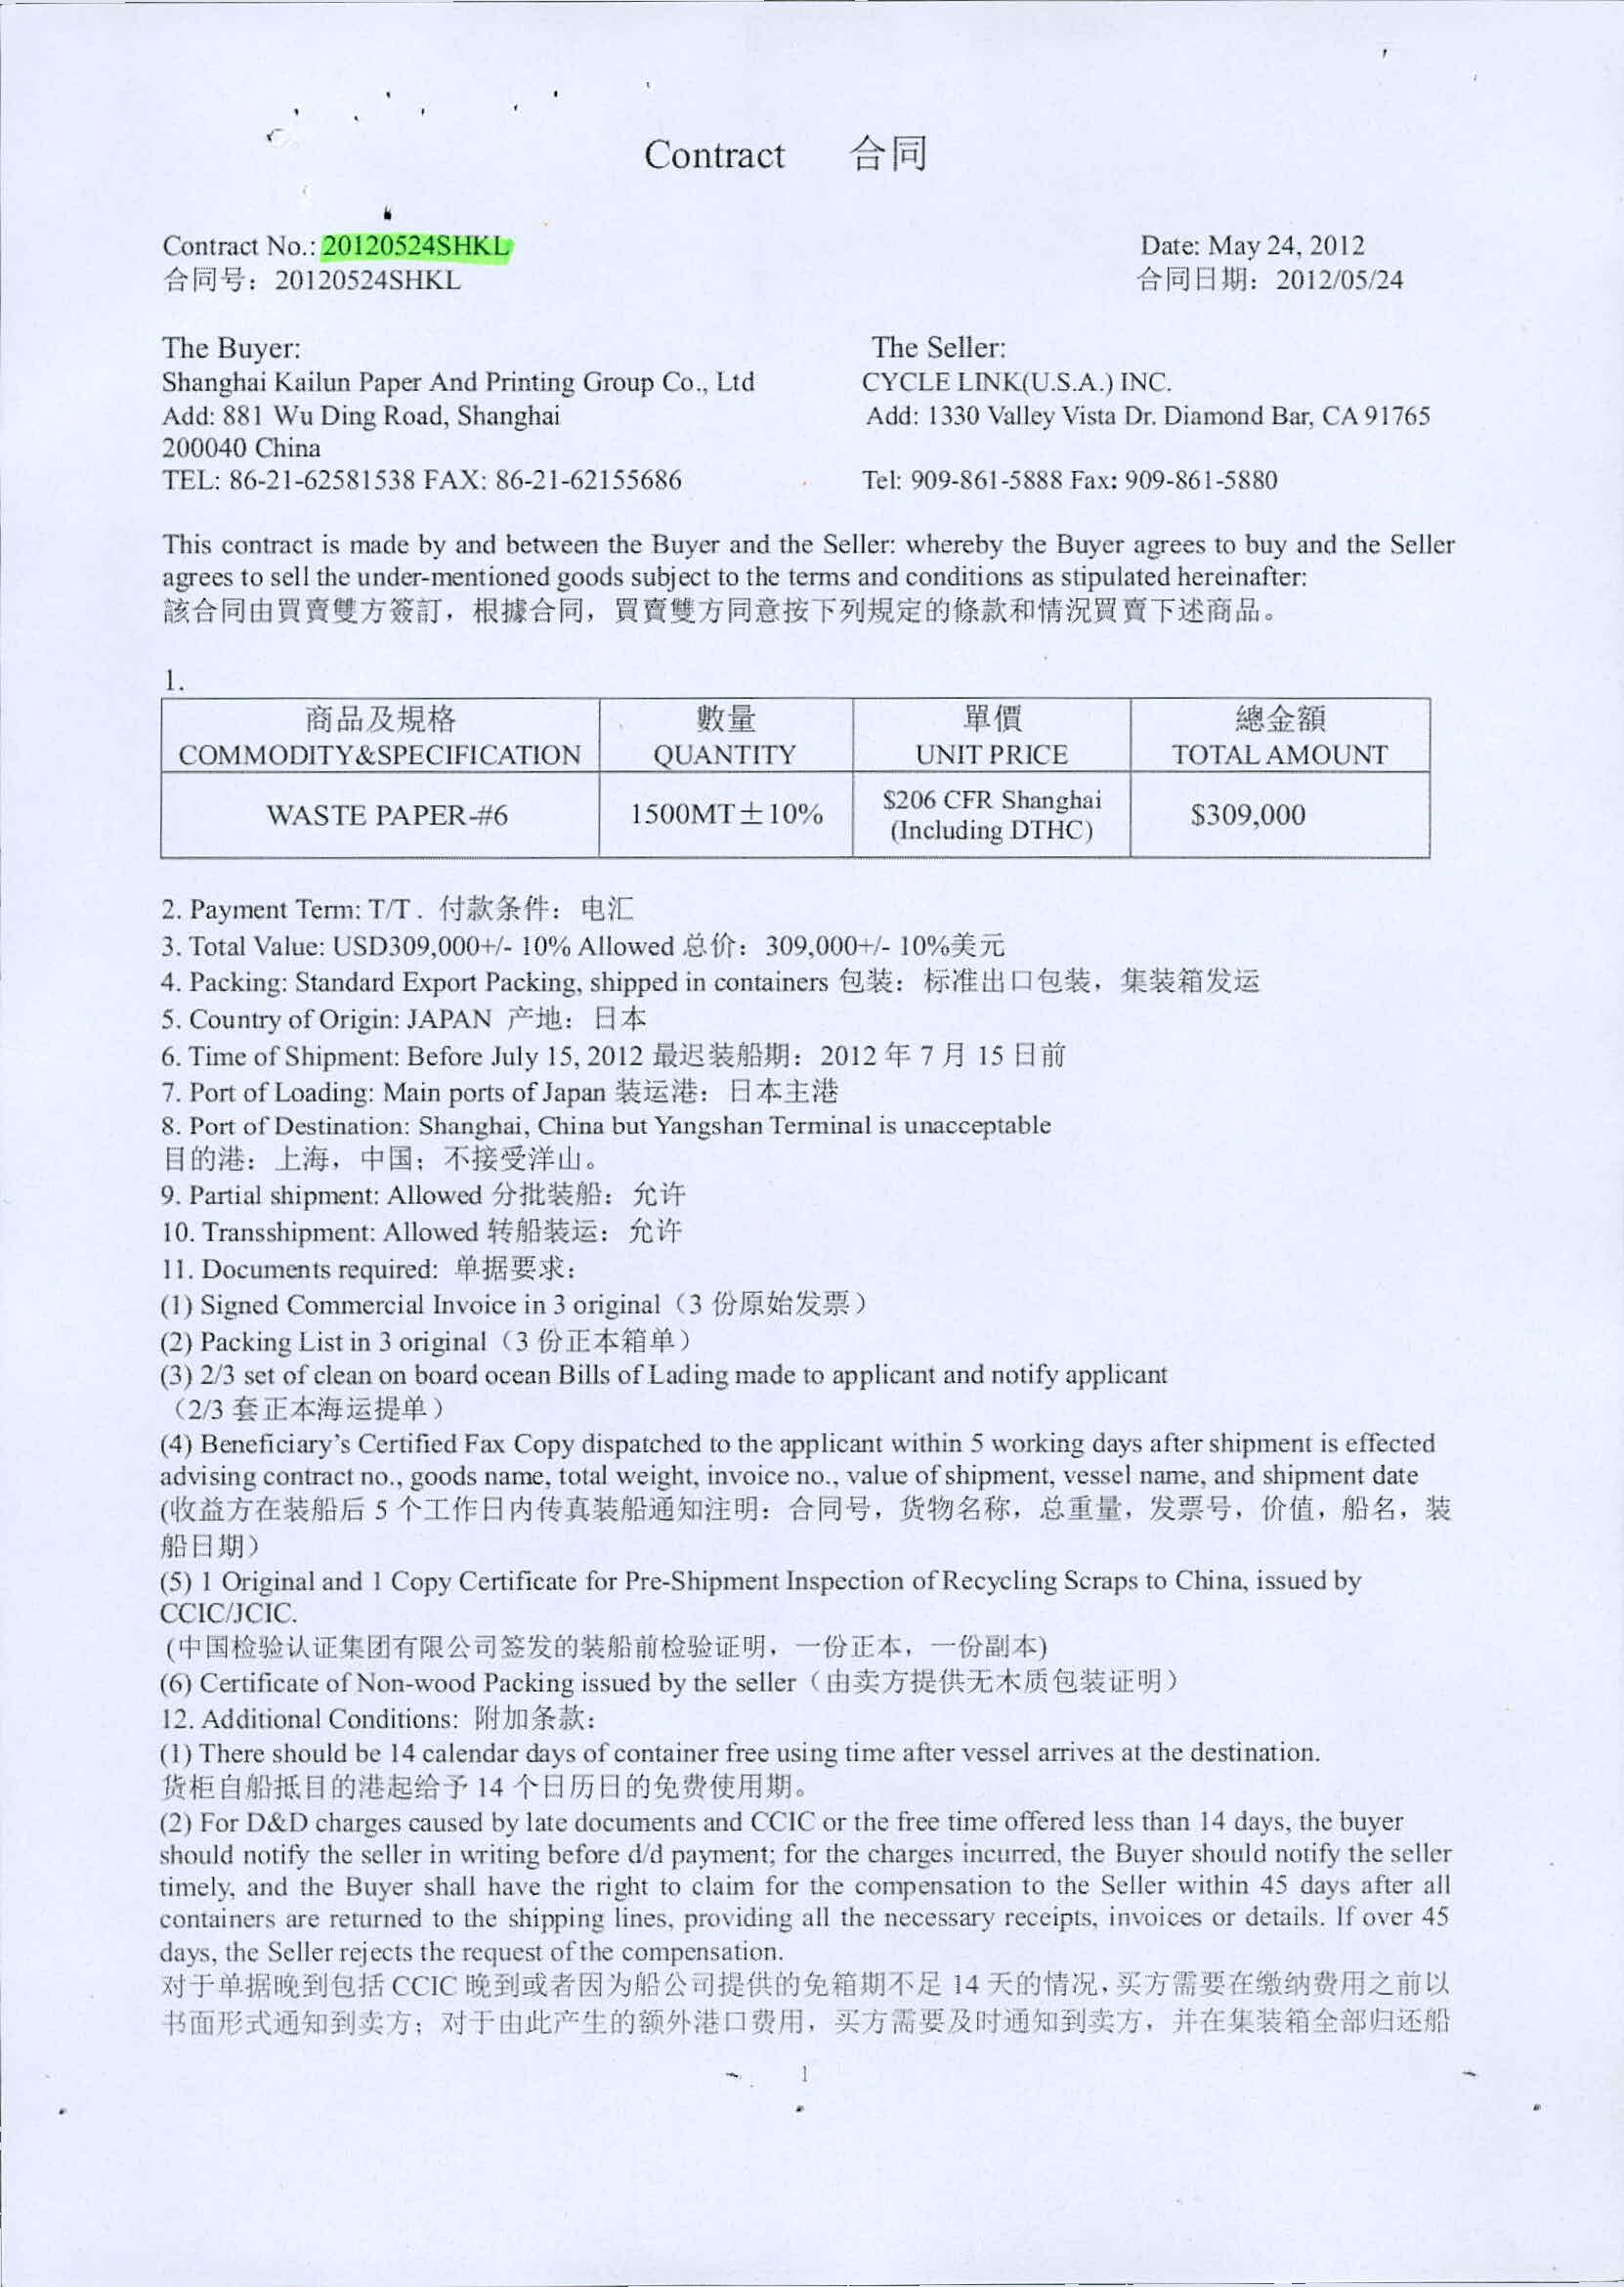 Contract 合同
Contract No.: 20120524SHKL
Date: May 24, 2012
合同号：20120524SHKL
合同日期：2012/05/24
The Buyer:
The Seller:
Shanghai Kailun Paper And Printing Group Co., Ltd
CYCLE LINK(U.S.A.) INC.
Add: 881 Wu Ding Road, Shanghai
Add: 1330 Valley Vista Dr. Diamond Bar, CA 91765
200040 China
TEL: 86-21-62581538 FAX: 86-21-62155686
Tel: 909-861-5888 Fax: 909-861-5880
This contract is made by and between the Buyer and the Seller: whereby the Buyer agrees to buy and the Seller
agrees to sell the under-mentioned goods subject to the terms and conditions as stipulated hereinafter:
該合同由買賣雙方簽訂，根據合同，買賣雙方同意按下列規定的條款和情況買賣下述商品。
1.
商品及規格 數量 單價 總金額
COMMODITY&SPECIFICATION QUANTITY UNIT PRICE TOTAL AMOUNT
WASTE PAPER-#6 1500MT±10% $206 CFR Shanghai $309,000
(Including DTHC)
2. Payment Term: T/T . 付款条件：电汇
3. Total Value: USD309,000+/- 10% Allowed 总价：309,000+/- 10%美元
4. Packing: Standard Export Packing, shipped in containers 包装：标准出口包装，集装箱发运
5. Country of Origin: JAPAN 产地：日本
6. Time of Shipment: Before July 15, 2012 最迟装船期：2012 年 7 月 15 日前
7. Port of Loading: Main ports of Japan 装运港：日本主港
8. Port of Destination: Shanghai, China but Yangshan Terminal is unacceptable
目的港：上海，中国；不接受洋山。
9. Partial shipment: Allowed 分批装船：允许
10. Transshipment: Allowed 转船装运：允许
11. Documents required: 单据要求：
(1) Signed Commercial Invoice in 3 original（3 份原始发票）
(2) Packing List in 3 original（3 份正本箱单）
(3) 2/3 set of clean on board ocean Bills of Lading made to applicant and notify applicant
（2/3 套正本海运提单）
(4) Beneficiary's Certified Fax Copy dispatched to the applicant within 5 working days after shipment is effected
advising contract no., goods name, total weight, invoice no., value of shipment, vessel name, and shipment date
(收益方在装船后 5 个工作日内传真装船通知注明：合同号，货物名称，总重量，发票号，价值，船名，装
船日期）
(5) 1 Original and 1 Copy Certificate for Pre-Shipment Inspection of Recycling Scraps to China, issued by
CCIC/JCIC.
(中国检验认证集团有限公司签发的装船前检验证明，一份正本，一份副本)
(6) Certificate of Non-wood Packing issued by the seller（由卖方提供无木质包装证明）
12. Additional Conditions: 附加条款：
(1) There should be 14 calendar days of container free using time after vessel arrives at the destination.
货柜自船抵目的港起给予 14 个日历日的免费使用期。
(2) For D&D charges caused by late documents and CCIC or the free time offered less than 14 days, the buyer
should notify the seller in writing before d/d payment; for the charges incurred, the Buyer should notify the seller
timely, and the Buyer shall have the right to claim for the compensation to the Seller within 45 days after all
containers are returned to the shipping lines, providing all the necessary receipts, invoices or details. If over 45
days, the Seller rejects the request of the compensation.
对于单据晚到包括 CCIC 晚到或者因为船公司提供的免箱期不足 14 天的情况，买方需要在缴纳费用之前以
书面形式通知到卖方；对于由此产生的额外港口费用，买方需要及时通知到卖方，并在集装箱全部归还船
1